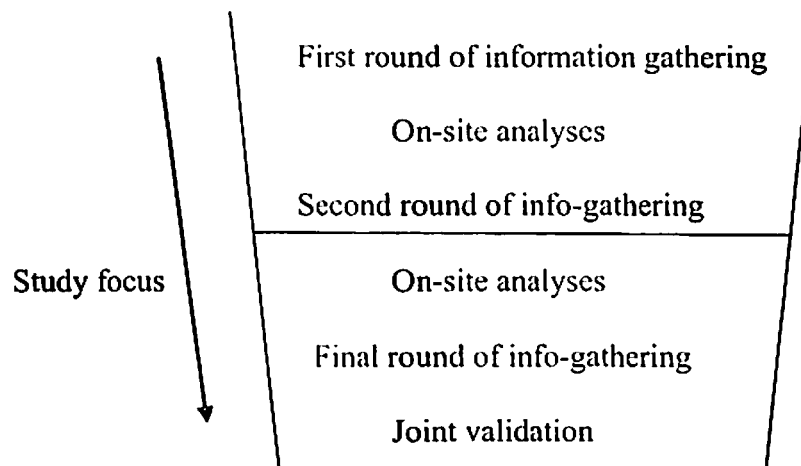 First round of information gathering
On-site analyses
Second round of info-gathering
Study focus
On-site analyses
Final round of info-gathering
Joint validation